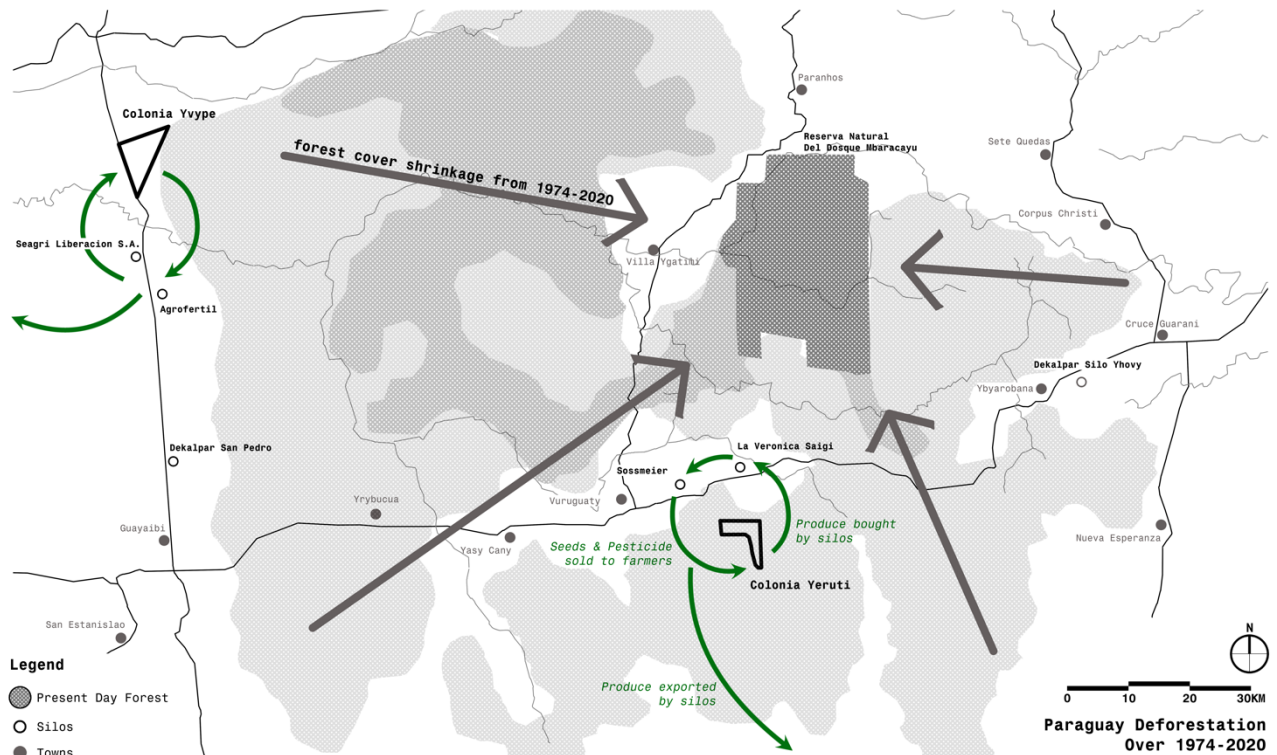 Paranhos
Colonia Yvype
Reserva Natural
Del Dosque Mbaracayu
Sete Quedas
forest cover shrinkage from 1974-2020
Corpus Christi
Seagri Liberacion S.A.
Villa Ygatimi
Agrofertil
Cruce Guarani
Dekalpar Silo Yhovy
Ybyarobana
La Veronica Saigi
Dekalpar San Pedro
Sossmeier
Vuruguaty
Yrybucua
Produce bought
by silos
Guayaibi
Nueva Esperanza
Yasy Cany
Seeds & Pesticide
sold to farmers
Colonia Yeruti
San Estanislao
N
Legend
Present Day Forest
Silos
Towns
Produce exported
by silos
0 10 20 30KM
Paraguay Deforestation
Over 1974-2020